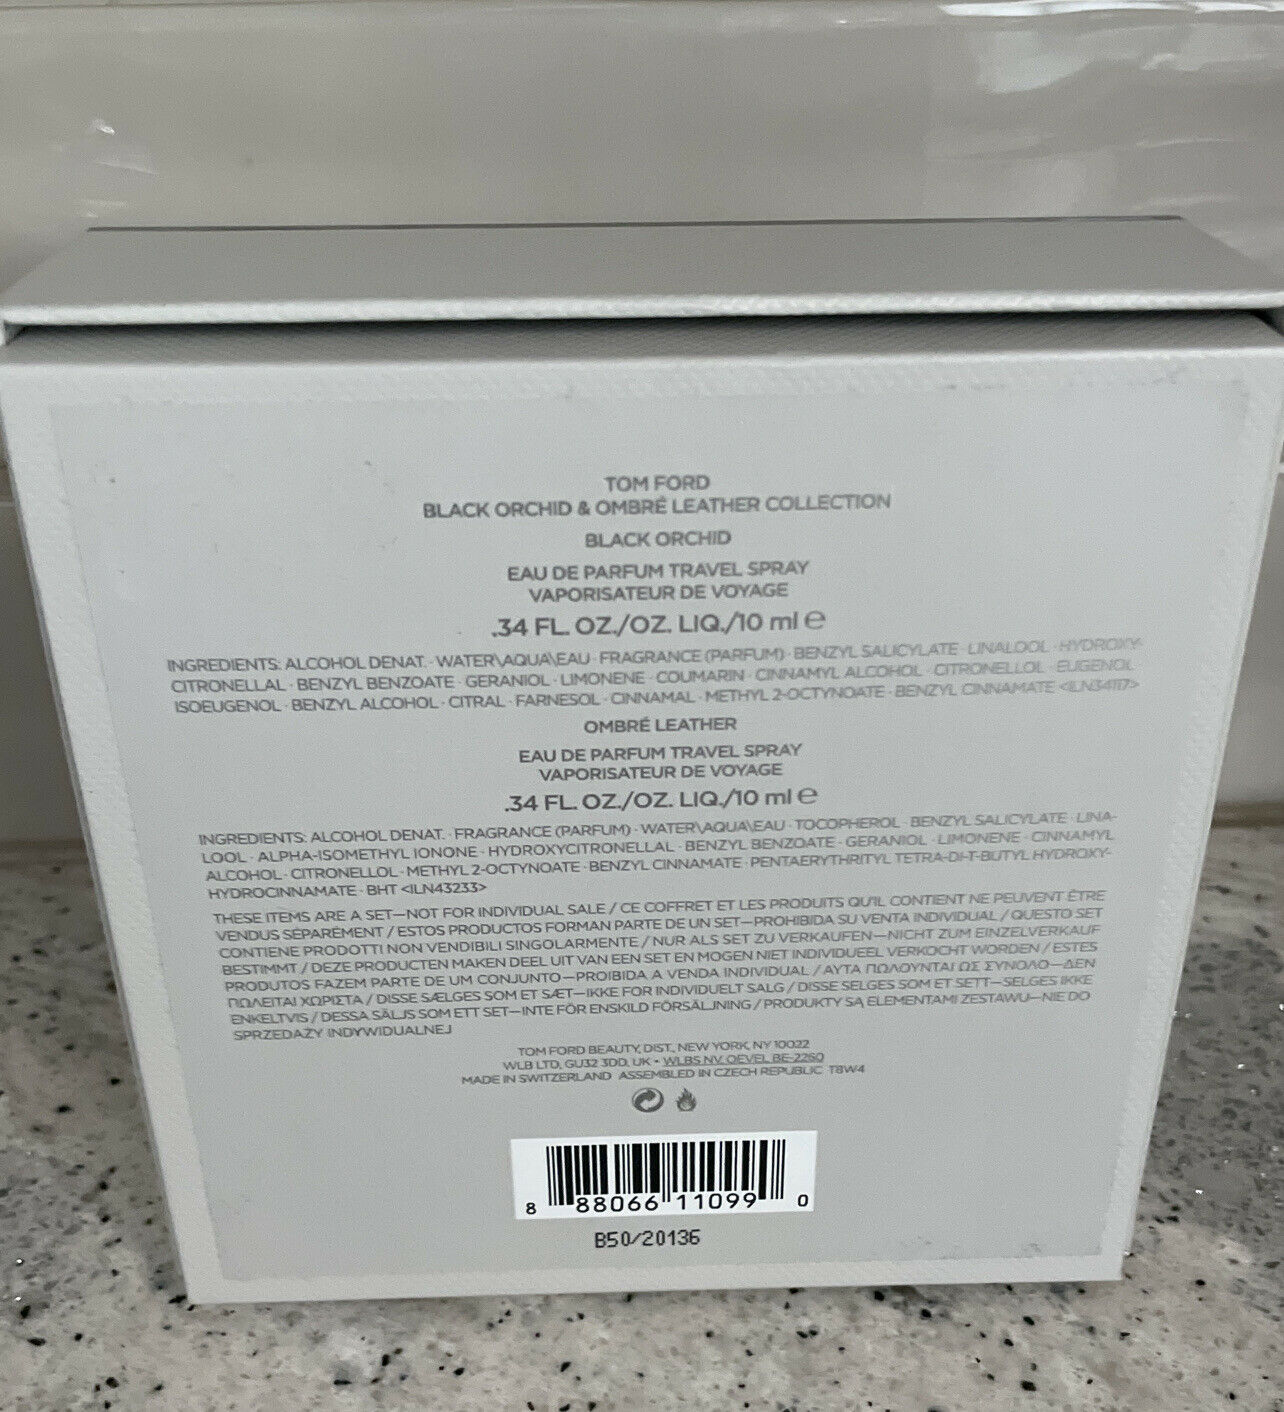 TOM FORD
BLACK ORCHID & OMBRÉ LEATHER COLLECTION
BLACK ORCHID
EAU DE PARFUM TRAVEL SPRAY
VAPORISATEUR DE VOYAGE
.34 FL. OZ./OZ. LIQ./10 ml ℮
INGREDIENTS: ALCOHOL DENAT. · WATER\AQUA\EAU · FRAGRANCE (PARFUM) · BENZYL SALICYLATE · LINALOOL · HYDROXY-
CITRONELLAL · BENZYL BENZOATE · GERANIOL · LIMONENE · COUMARIN · CINNAMYL ALCOHOL · CITRONELLOL · EUGENOL
ISOEUGENOL · BENZYL ALCOHOL · CITRAL · FARNESOL · CINNAMAL · METHYL 2-OCTYNOATE · BENZYL CINNAMATE <ILN34117>
OMBRÉ LEATHER
EAU DE PARFUM TRAVEL SPRAY
VAPORISATEUR DE VOYAGE
.34 FL. OZ./OZ. LIQ./10 ml ℮
INGREDIENTS: ALCOHOL DENAT. · FRAGRANCE (PARFUM) · WATER\AQUA\EAU · TOCOPHEROL · BENZYL SALICYLATE · LINA-
LOOL · ALPHA-ISOMETHYL IONONE · HYDROXYCITRONELLAL · BENZYL BENZOATE · GERANIOL · LIMONENE · CINNAMYL
ALCOHOL · CITRONELLOL · METHYL 2-OCTYNOATE · BENZYL CINNAMATE · PENTAERYTHRITYL TETRA-DI-T-BUTYL HYDROXY-
HYDROCINNAMATE · BHT <ILN43233>
THESE ITEMS ARE A SET—NOT FOR INDIVIDUAL SALE / CE COFFRET ET LES PRODUITS QU'IL CONTIENT NE PEUVENT ÊTRE
VENDUS SÉPARÉMENT / ESTOS PRODUCTOS FORMAN PARTE DE UN SET—PROHIBIDA SU VENTA INDIVIDUAL / QUESTO SET
CONTIENE PRODOTTI NON VENDIBILI SINGOLARMENTE / NUR ALS SET ZU VERKAUFEN—NICHT ZUM EINZELVERKAUF
BESTIMMT / DEZE PRODUCTEN MAKEN DEEL UIT VAN EEN SET EN MOGEN NIET INDIVIDUEEL VERKOCHT WORDEN / ESTES
PRODUTOS FAZEM PARTE DE UM CONJUNTO—PROIBIDA A VENDA INDIVIDUAL / ΑΥΤΑ ΠΩΛΟΥΝΤΑΙ ΩΣ ΣΥΝΟΛΟ—ΔΕΝ
ΠΩΛΕΙΤΑΙ ΧΩΡΙΣΤΑ / DISSE SÆLGES SOM ET SÆT—IKKE FOR INDIVIDUELT SALG / DISSE SELGES SOM ET SETT—SELGES IKKE
ENKELTVIS / DESSA SÄLJS SOM ETT SET—INTE FÖR ENSKILD FÖRSÄLJNING / PRODUKTY SĄ ELEMENTAMI ZESTAWU—NIE DO
SPRZEDAŻY INDYWIDUALNEJ
TOM FORD BEAUTY, DIST., NEW YORK, NY 10022
WLB LTD, GU32 3DD, UK • WLBS NV. OEVEL BE-2260
MADE IN SWITZERLAND ASSEMBLED IN CZECH REPUBLIC T8W4
8 88066 11099 0
B50/20136